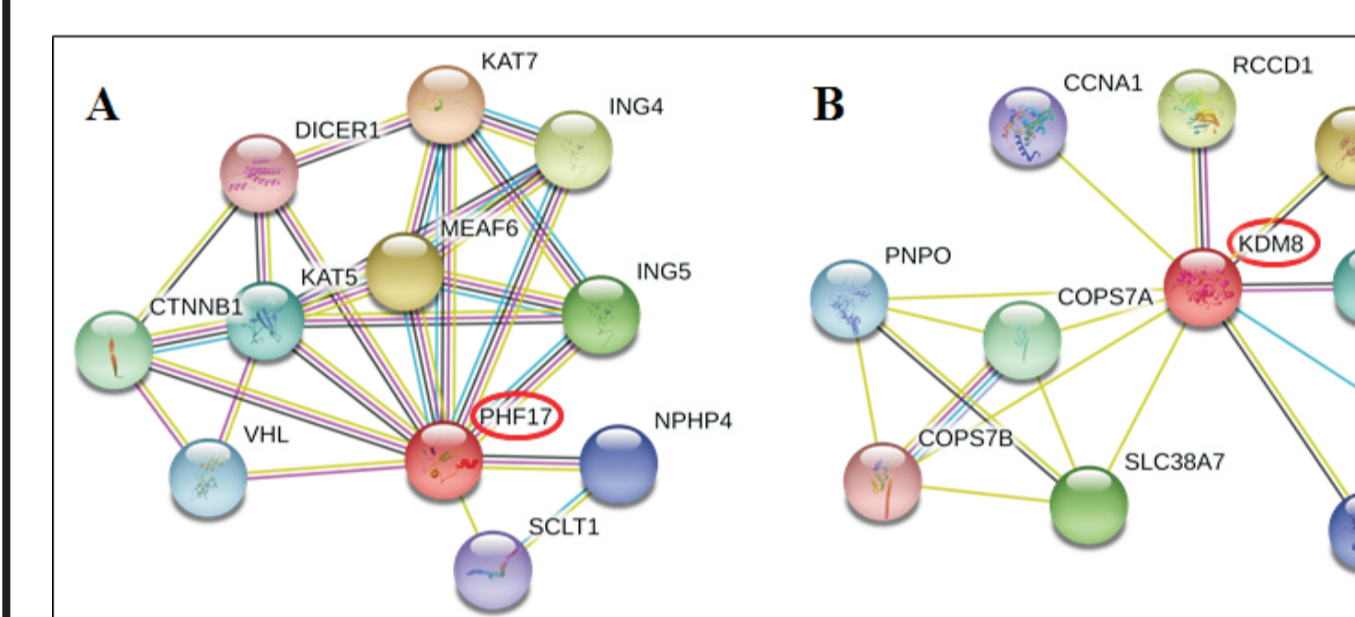 A
KAT7
ING4
DICER1
MEAF6
KAT5
ING5
CTNNB1
PHF17
NPHP4
VHL
SCLT1
B
RCCD1
CCNA1
KDM8
PNPO
COPS7A
COPS7B
SLC38A7